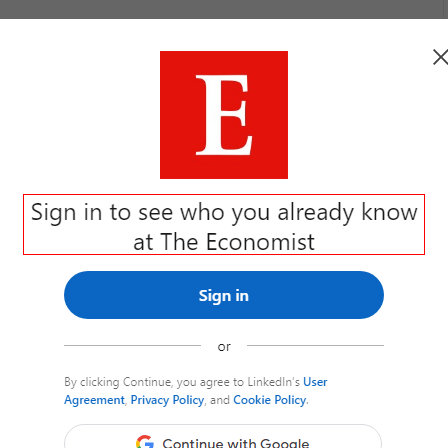 E
Sign in to see who you already know
at The Economist
Sign in
or
By clicking Continue, you agree to LinkedIn's User
Agreement, Privacy Policy, and Cookie Policy.
Continue with Google